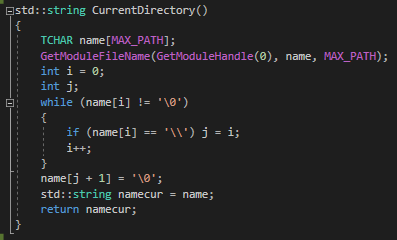 std::string CurrentDirectory()
{
    TCHAR name[MAX_PATH];
    GetModuleFileName(GetModuleHandle(0), name, MAX_PATH);
    int i = 0;
    int j;
    while (name[i] != '\0')
    {
        if (name[i] == '\\') j = i;
        i++;
    }
    name[j + 1] = '\0';
    std::string namecur = name;
    return namecur;
}